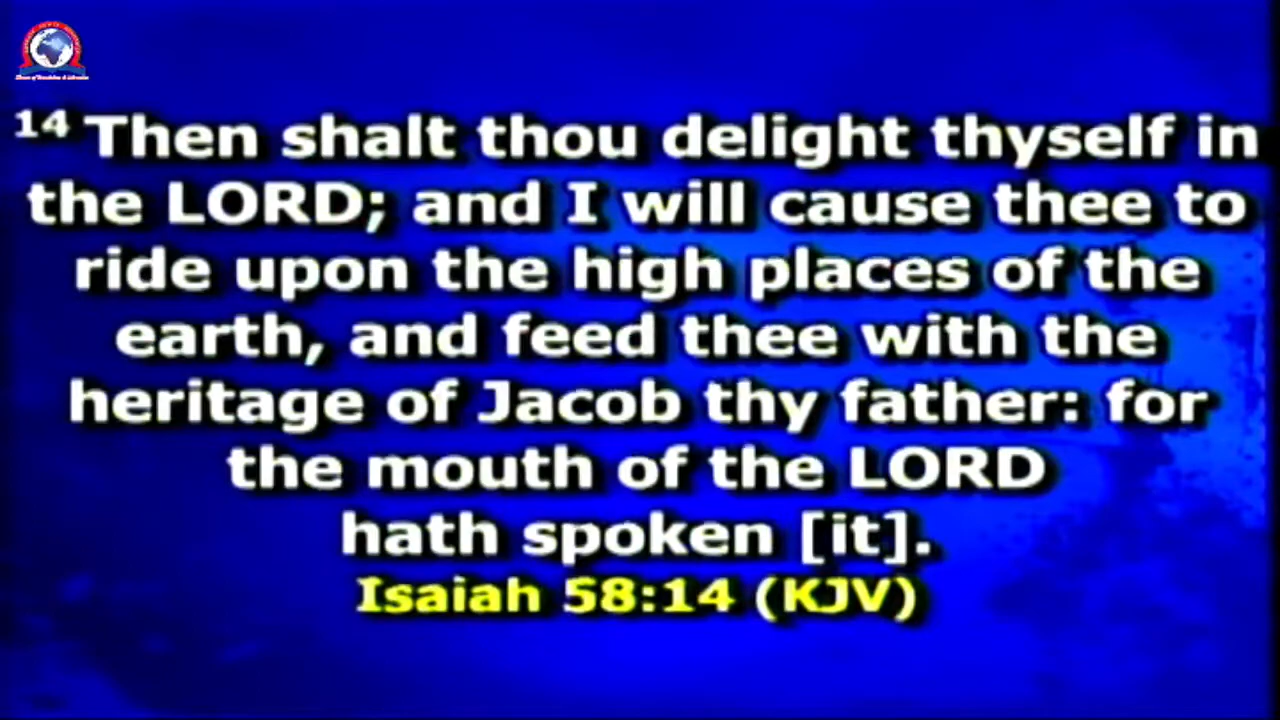 14 Then shalt thou delight thyself in
the LORD; and I will cause thee to
ride upon the high places of the
earth, and feed thee with the
heritage of Jacob thy father: for
the mouth of the LORD
hath spoken [it].
Isaiah 58:14 (KJV)